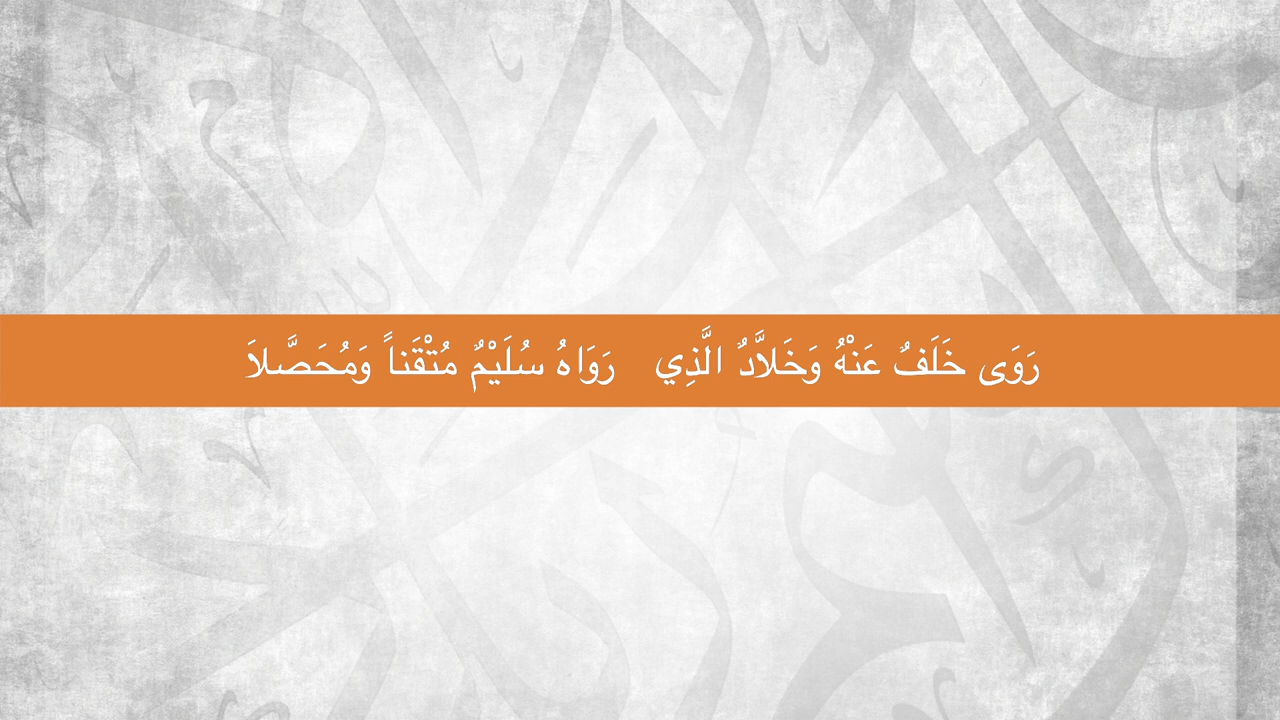 رَوَى خَلَفٌ عَنْهُ وَخَلاَّدٌ الَّذِي رَوَاهُ سُلَيْمٌ مُتْقَناً وَمُحَصَّلاَ